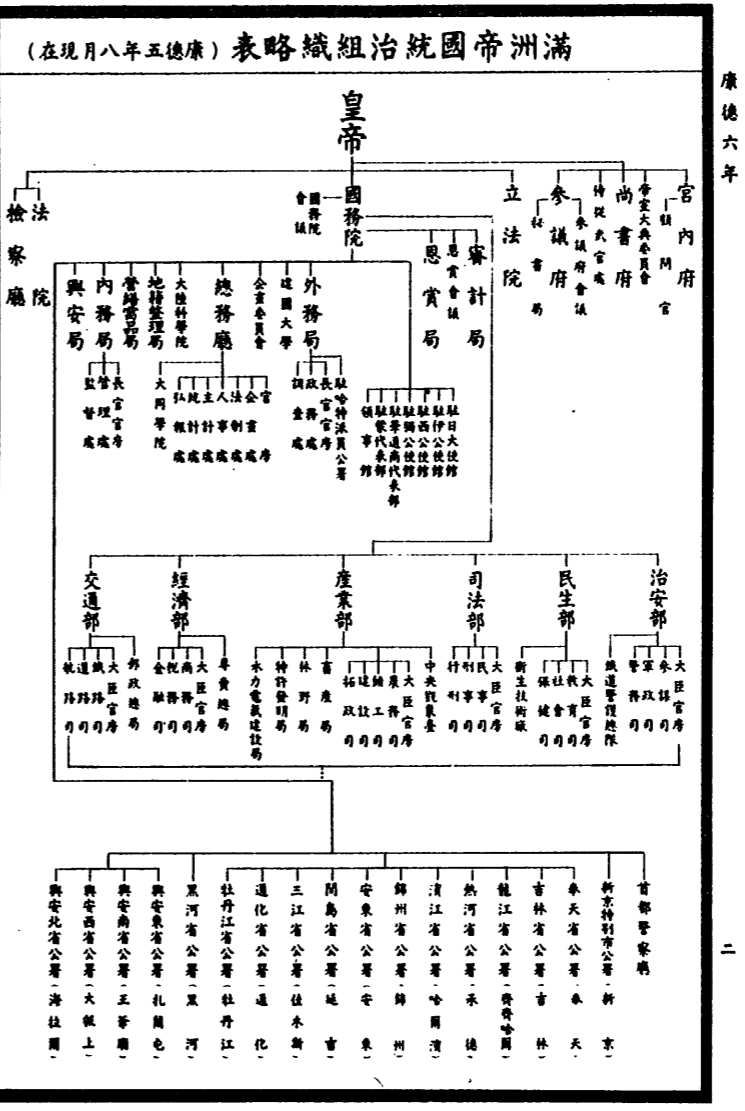 康德六年
滿洲帝國統治組織略表(康德五年八月現在)
皇帝
宮內府
顧問官
帝室大典委員會
尚書府
侍從武官處
參議府
參議府會議
秘書局
立法院
審計局
恩賞會議
恩賞局
國務院
國務院會議
法院
檢察廳
駐日大使館
駐伊公使館
駐西公使館
駐獨公使館
駐華通商代表部
駐蒙代表部
領事館
外務局
駐哈特派員公署
長官官房
政務處
調查處
建國大學
企畫委員會
總務廳
官房
企畫處
法制處
人事處
主計處
統計處
弘報處
大同學院
大陸科學院
地籍整理局
營繕需品局
內務局
長官官房
管理處
監督處
興安局
治安部
大臣官房
參謀司
軍政司
警務司
鐵道警護總隊
民生部
大臣官房
教育司
社會司
保健司
衛生技術廠
司法部
大臣官房
民事司
刑事司
行刑司
產業部
中央觀象臺
大臣官房
農務司
鑛工司
建設司
拓政司
畜產局
林野局
特許發明局
水力電氣建設局
經濟部
專賣總局
大臣官房
商務司
稅務司
金融司
交通部
郵政總局
大臣官房
鐵路司
道路司
航路司
首都警察廳
新京特別市公署(新京)
奉天省公署(奉天)
吉林省公署(吉林)
龍江省公署(齊齊哈爾)
熱河省公署(承德)
濱江省公署(哈爾濱)
錦州省公署(錦州)
安東省公署(安東)
間島省公署(延吉)
三江省公署(佳木斯)
通化省公署(通化)
牡丹江省公署(牡丹江)
黑河省公署(黑河)
興安東省公署(扎蘭屯)
興安南省公署(王爺廟)
興安西省公署(大板上)
興安北省公署(海拉爾)
二